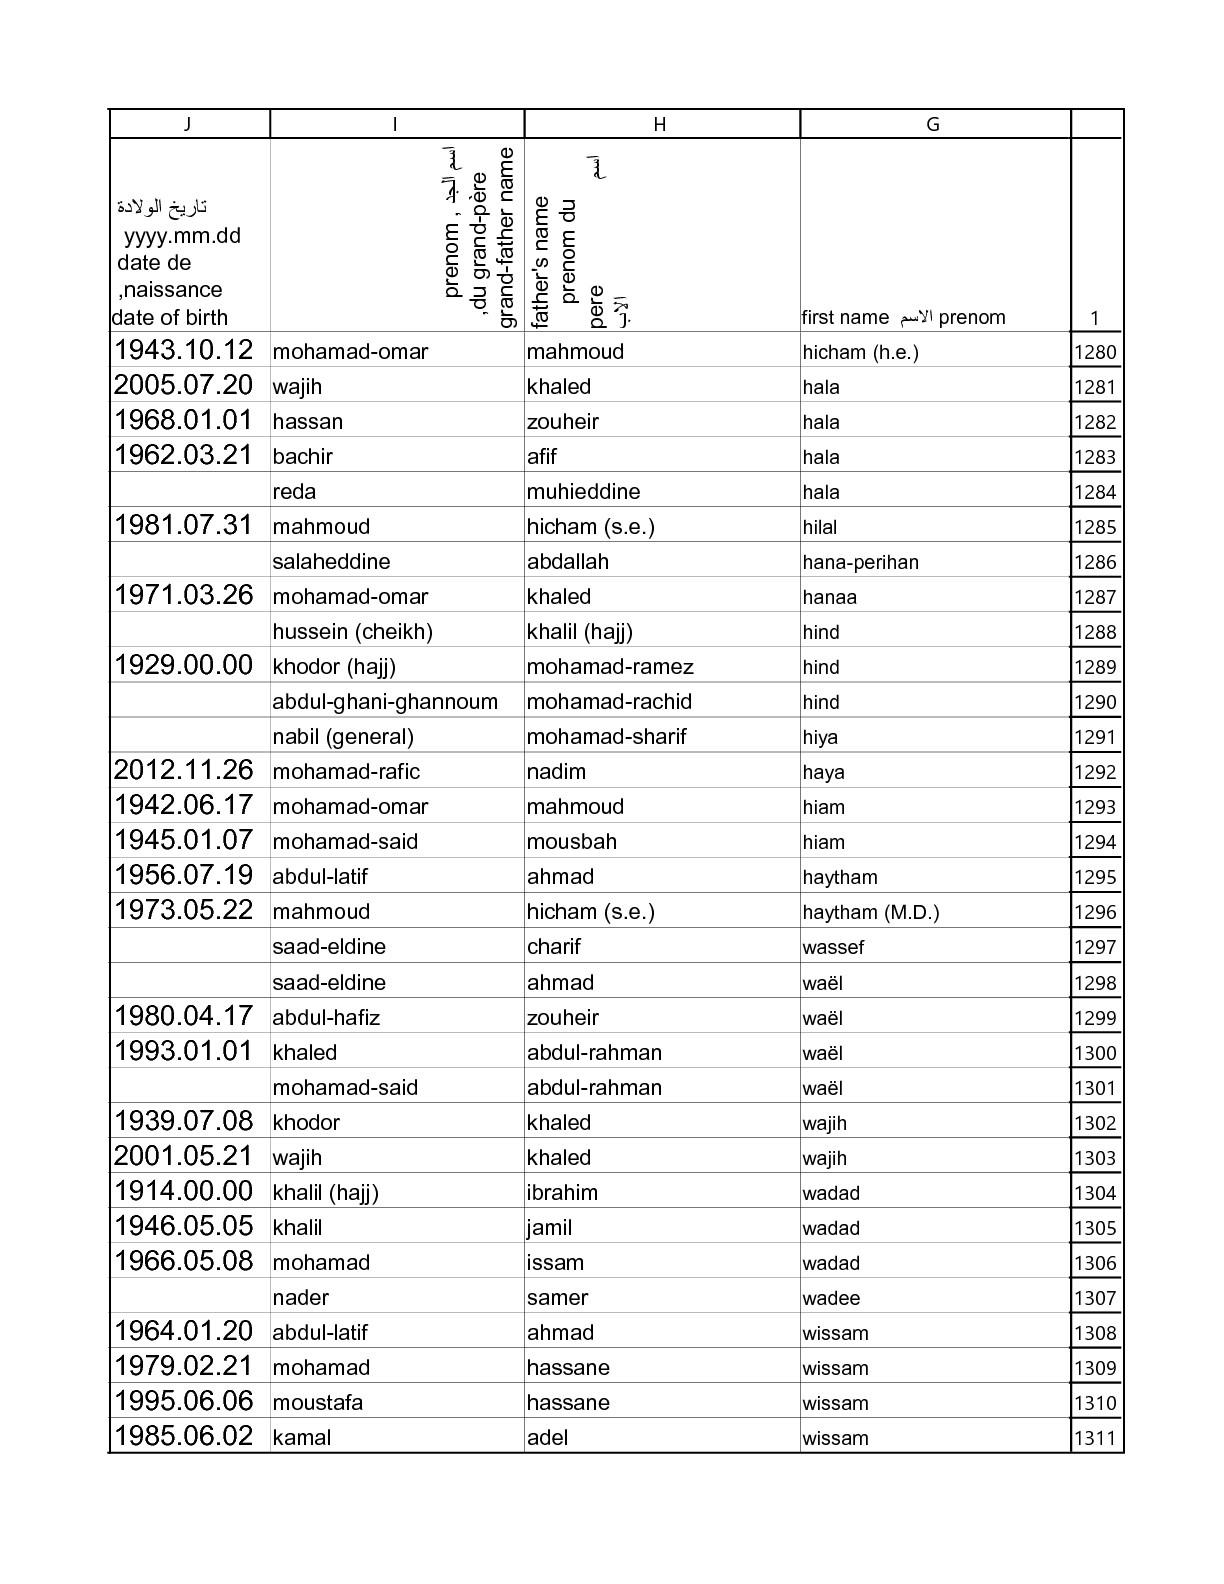 J I H G
تاريخ الولادة
yyyy.mm.dd
date de
,naissance
date of birth
اسم الجد , prenom
,du grand-père
grand-father name
father's name
prenom du
pere اسم
الاب
first name الاسم prenom 1
1943.10.12 mohamad-omar mahmoud hicham (h.e.) 1280
2005.07.20 wajih khaled hala 1281
1968.01.01 hassan zouheir hala 1282
1962.03.21 bachir afif hala 1283
reda muhieddine hala 1284
1981.07.31 mahmoud hicham (s.e.) hilal 1285
salaheddine abdallah hana-perihan 1286
1971.03.26 mohamad-omar khaled hanaa 1287
hussein (cheikh) khalil (hajj) hind 1288
1929.00.00 khodor (hajj) mohamad-ramez hind 1289
abdul-ghani-ghannoum mohamad-rachid hind 1290
nabil (general) mohamad-sharif hiya 1291
2012.11.26 mohamad-rafic nadim haya 1292
1942.06.17 mohamad-omar mahmoud hiam 1293
1945.01.07 mohamad-said mousbah hiam 1294
1956.07.19 abdul-latif ahmad haytham 1295
1973.05.22 mahmoud hicham (s.e.) haytham (M.D.) 1296
saad-eldine charif wassef 1297
saad-eldine ahmad waël 1298
1980.04.17 abdul-hafiz zouheir waël 1299
1993.01.01 khaled abdul-rahman waël 1300
mohamad-said abdul-rahman waël 1301
1939.07.08 khodor khaled wajih 1302
2001.05.21 wajih khaled wajih 1303
1914.00.00 khalil (hajj) ibrahim wadad 1304
1946.05.05 khalil jamil wadad 1305
1966.05.08 mohamad issam wadad 1306
nader samer wadee 1307
1964.01.20 abdul-latif ahmad wissam 1308
1979.02.21 mohamad hassane wissam 1309
1995.06.06 moustafa hassane wissam 1310
1985.06.02 kamal adel wissam 1311